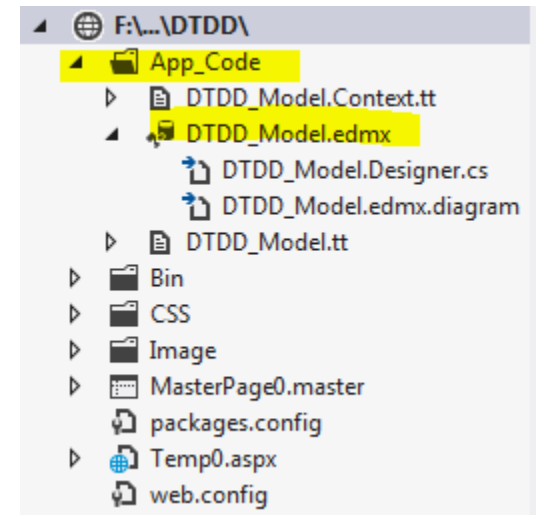 F:\...\DTDD\
App_Code
DTDD_Model.Context.tt
DTDD_Model.edmx
DTDD_Model.Designer.cs
DTDD_Model.edmx.diagram
DTDD_Model.tt
Bin
CSS
Image
MasterPage0.master
packages.config
Temp0.aspx
web.config